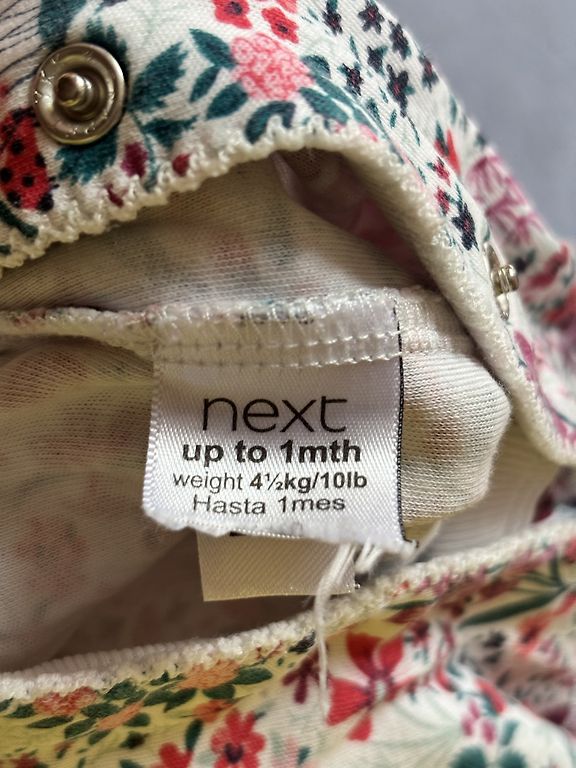 next
up to 1mth
weight 4½kg/10lb
Hasta 1mes